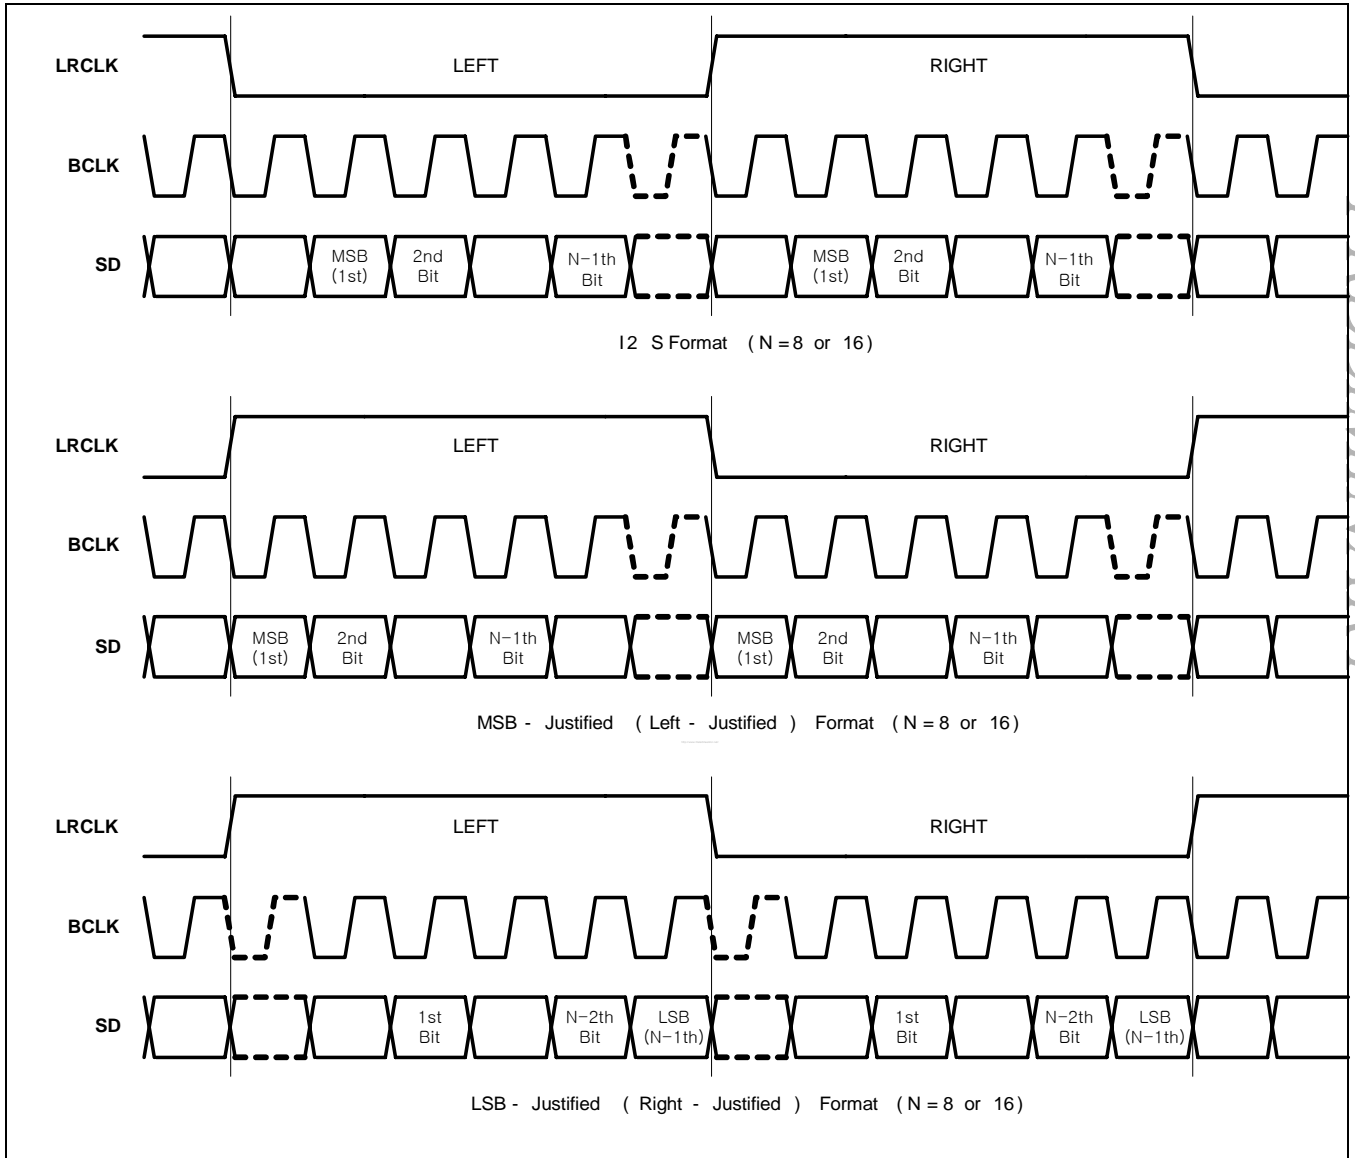 LRCLK LEFT RIGHT
BCLK
SD MSB (1st) 2nd Bit N-1th Bit MSB (1st) 2nd Bit N-1th Bit
I2 S Format (N=8 or 16)
LRCLK LEFT RIGHT
BCLK
SD MSB (1st) 2nd Bit N-1th Bit MSB (1st) 2nd Bit N-1th Bit
MSB - Justified (Left - Justified) Format (N=8 or 16)
LRCLK LEFT RIGHT
BCLK
SD 1st Bit N-2th Bit LSB (N-1th) 1st Bit N-2th Bit LSB (N-1th)
LSB - Justified (Right - Justified) Format (N=8 or 16)